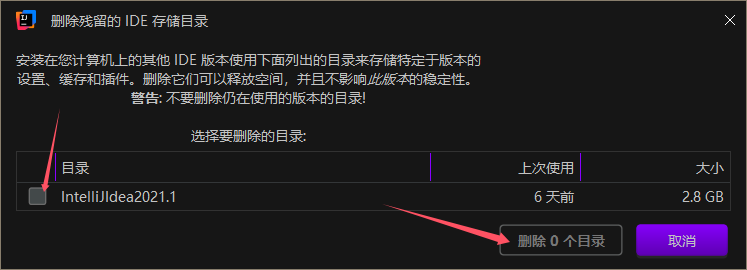 删除残留的 IDE 存储目录
安装在您计算机上的其他 IDE 版本使用下面列出的目录来存储特定于版本的
设置、缓存和插件。删除它们可以释放空间，并且不影响此版本的稳定性。
警告: 不要删除仍在使用的版本的目录!
选择要删除的目录:
目录 上次使用 大小
IntelliJIdea2021.1 6 天前 2.8 GB
删除 0 个目录 取消